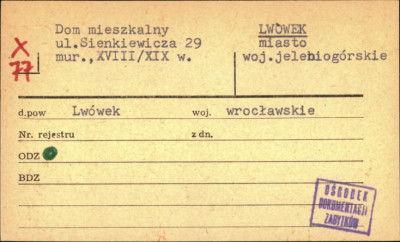 Dom mieszkalny
ul.Sienkiewicza 29
mur.,XVIII/XIX w.
LWÓWEK
miasto
woj.jeleniogórskie
X
77
d.pow Lwówek woj. wrocławskie
Nr. rejestru z dn.
ODZ
BDZ
OŚRODEK
DOKUMENTACJI
ZABYTKÓW